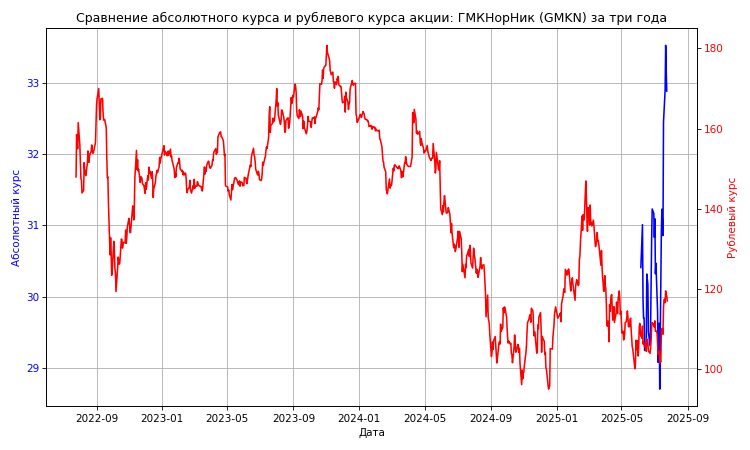 Сравнение абсолютного курса и рублевого курса акции: ГМКНорНик (GMKN) за три года
Абсолютный курс
33
32
31
30
29
180
160
140
120
100
Рублевый курс
2022-09 2023-01 2023-05 2023-09 2024-01 2024-05 2024-09 2025-01 2025-05 2025-09
Дата